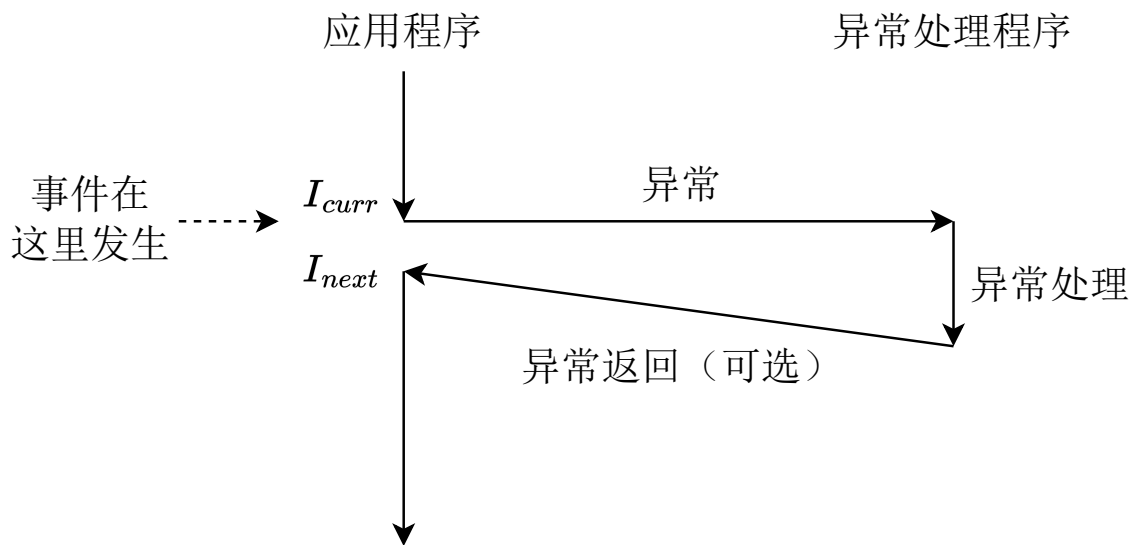 应用程序
异常处理程序
事件在
这里发生
I_curr
异常
I_next
异常处理
异常返回（可选）